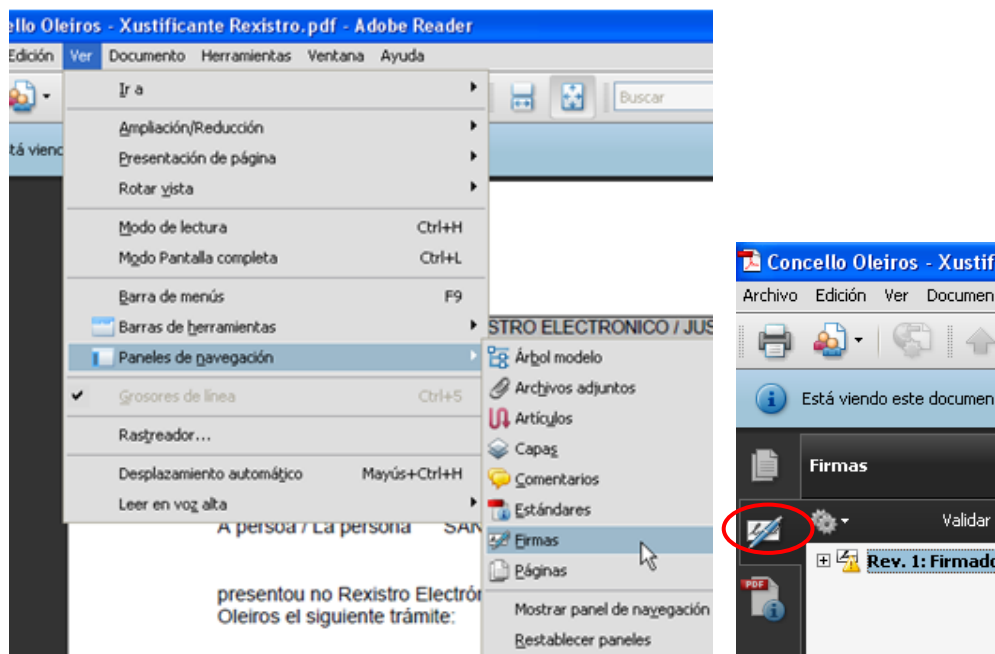 ello Oleiros - Xustificante Rexistro.pdf - Adobe Reader
Edición Ver Documento Herramientas Ventana Ayuda
Ir a
Buscar
Ampliación/Reducción
tá vienc
Presentación de página
Rotar vista
Modo de lectura Ctrl+H
Modo Pantalla completa Ctrl+L
Barra de menús F9
Barras de herramientas
STRO ELECTRONICO / JUS
Paneles de navegación
Grosores de línea Ctrl+5
Rastreador...
Desplazamiento automático Mayús+Ctrl+H
Leer en voz alta
Árbol modelo
Archivos adjuntos
Artículos
Capas
Comentarios
Estándares
Firmas
Páginas
Mostrar panel de navegación
Restablecer paneles
A persoa / La persona SAN
presentou no Rexistro Electrón
Oleiros el siguiente trámite:
Concello Oleiros - Xustif
Archivo Edición Ver Documen
Está viendo este documen
Firmas
Validar
Rev. 1: Firmado
PDF